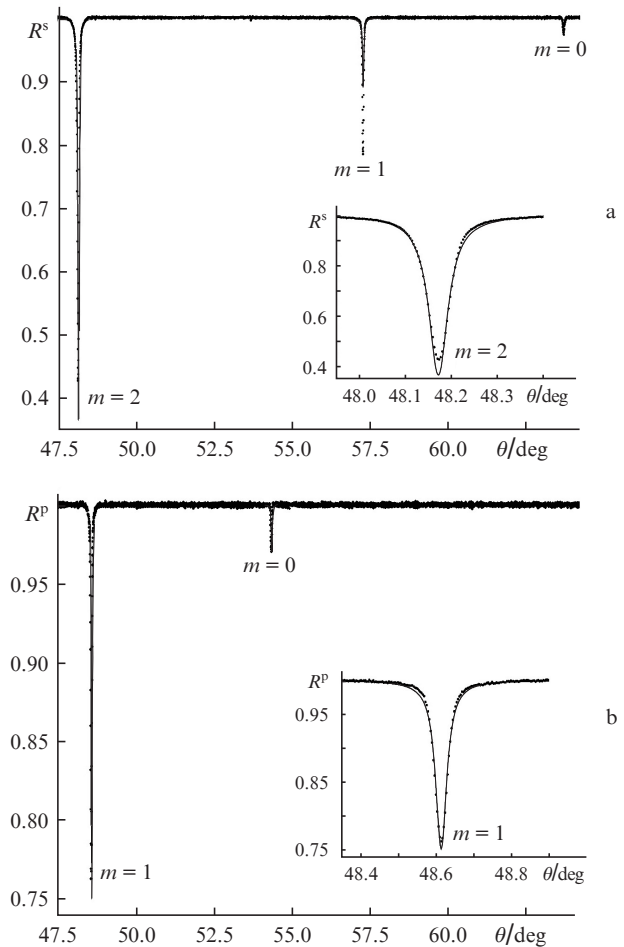 Rˢ
m = 0
0.9
0.8
m = 1
0.7
Rˢ
a
0.6
0.8
0.5
0.6
m = 2
0.4
m = 2
0.4
48.0 48.1 48.2 48.3 θ/deg
47.5 50.0 52.5 55.0 57.5 60.0 θ/deg
Rᵖ
m = 0
0.95
0.90
Rᵖ
0.95
b
0.85
0.85
0.80
m = 1
m = 1
0.75
48.4 48.6 48.8 θ/deg
0.75
47.5 50.0 52.5 55.0 57.5 θ/deg 60.0